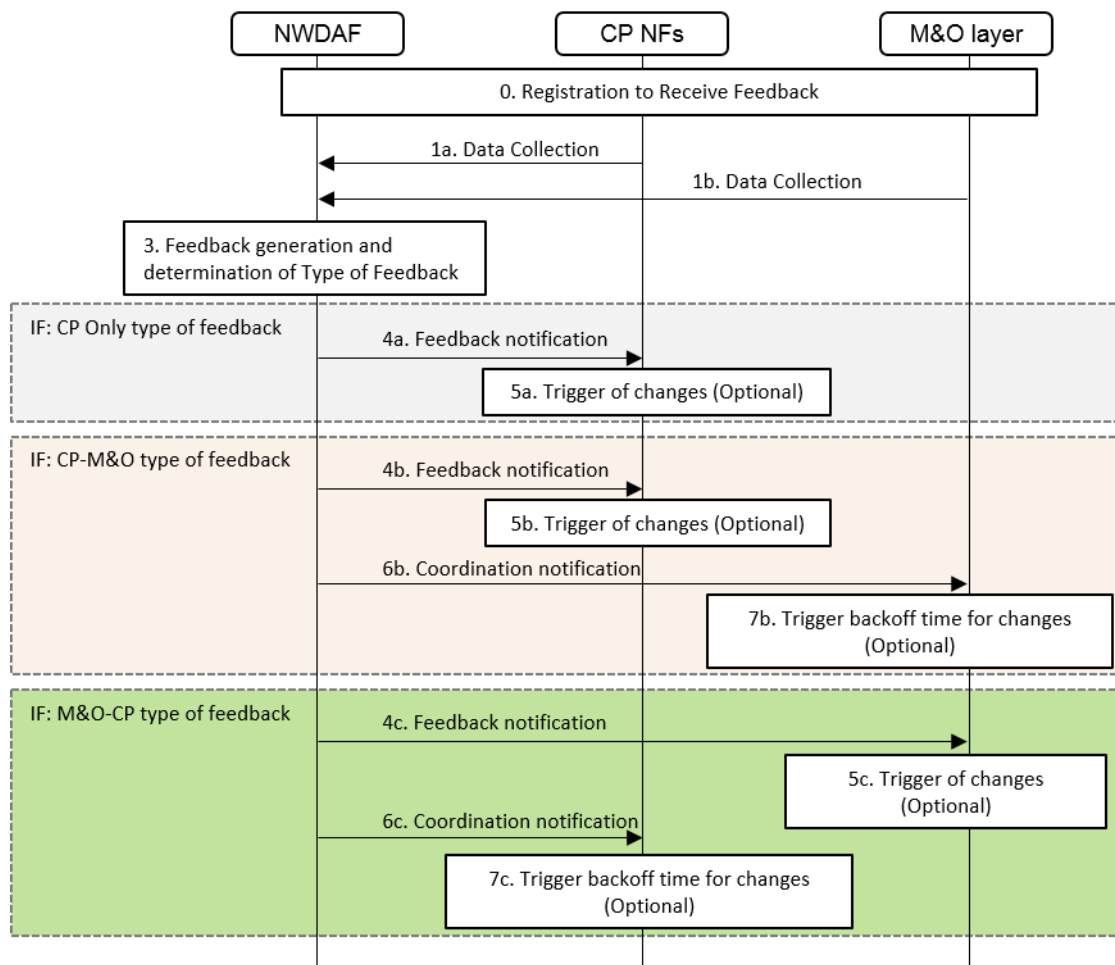 NWDAF
CP NFs
M&O layer
0. Registration to Receive Feedback
1a. Data Collection
1b. Data Collection
3. Feedback generation and
determination of Type of Feedback
IF: CP Only type of feedback
4a. Feedback notification
5a. Trigger of changes (Optional)
IF: CP-M&O type of feedback
4b. Feedback notification
5b. Trigger of changes (Optional)
6b. Coordination notification
7b. Trigger backoff time for changes
(Optional)
IF: M&O-CP type of feedback
4c. Feedback notification
5c. Trigger of changes
(Optional)
6c. Coordination notification
7c. Trigger backoff time for changes
(Optional)